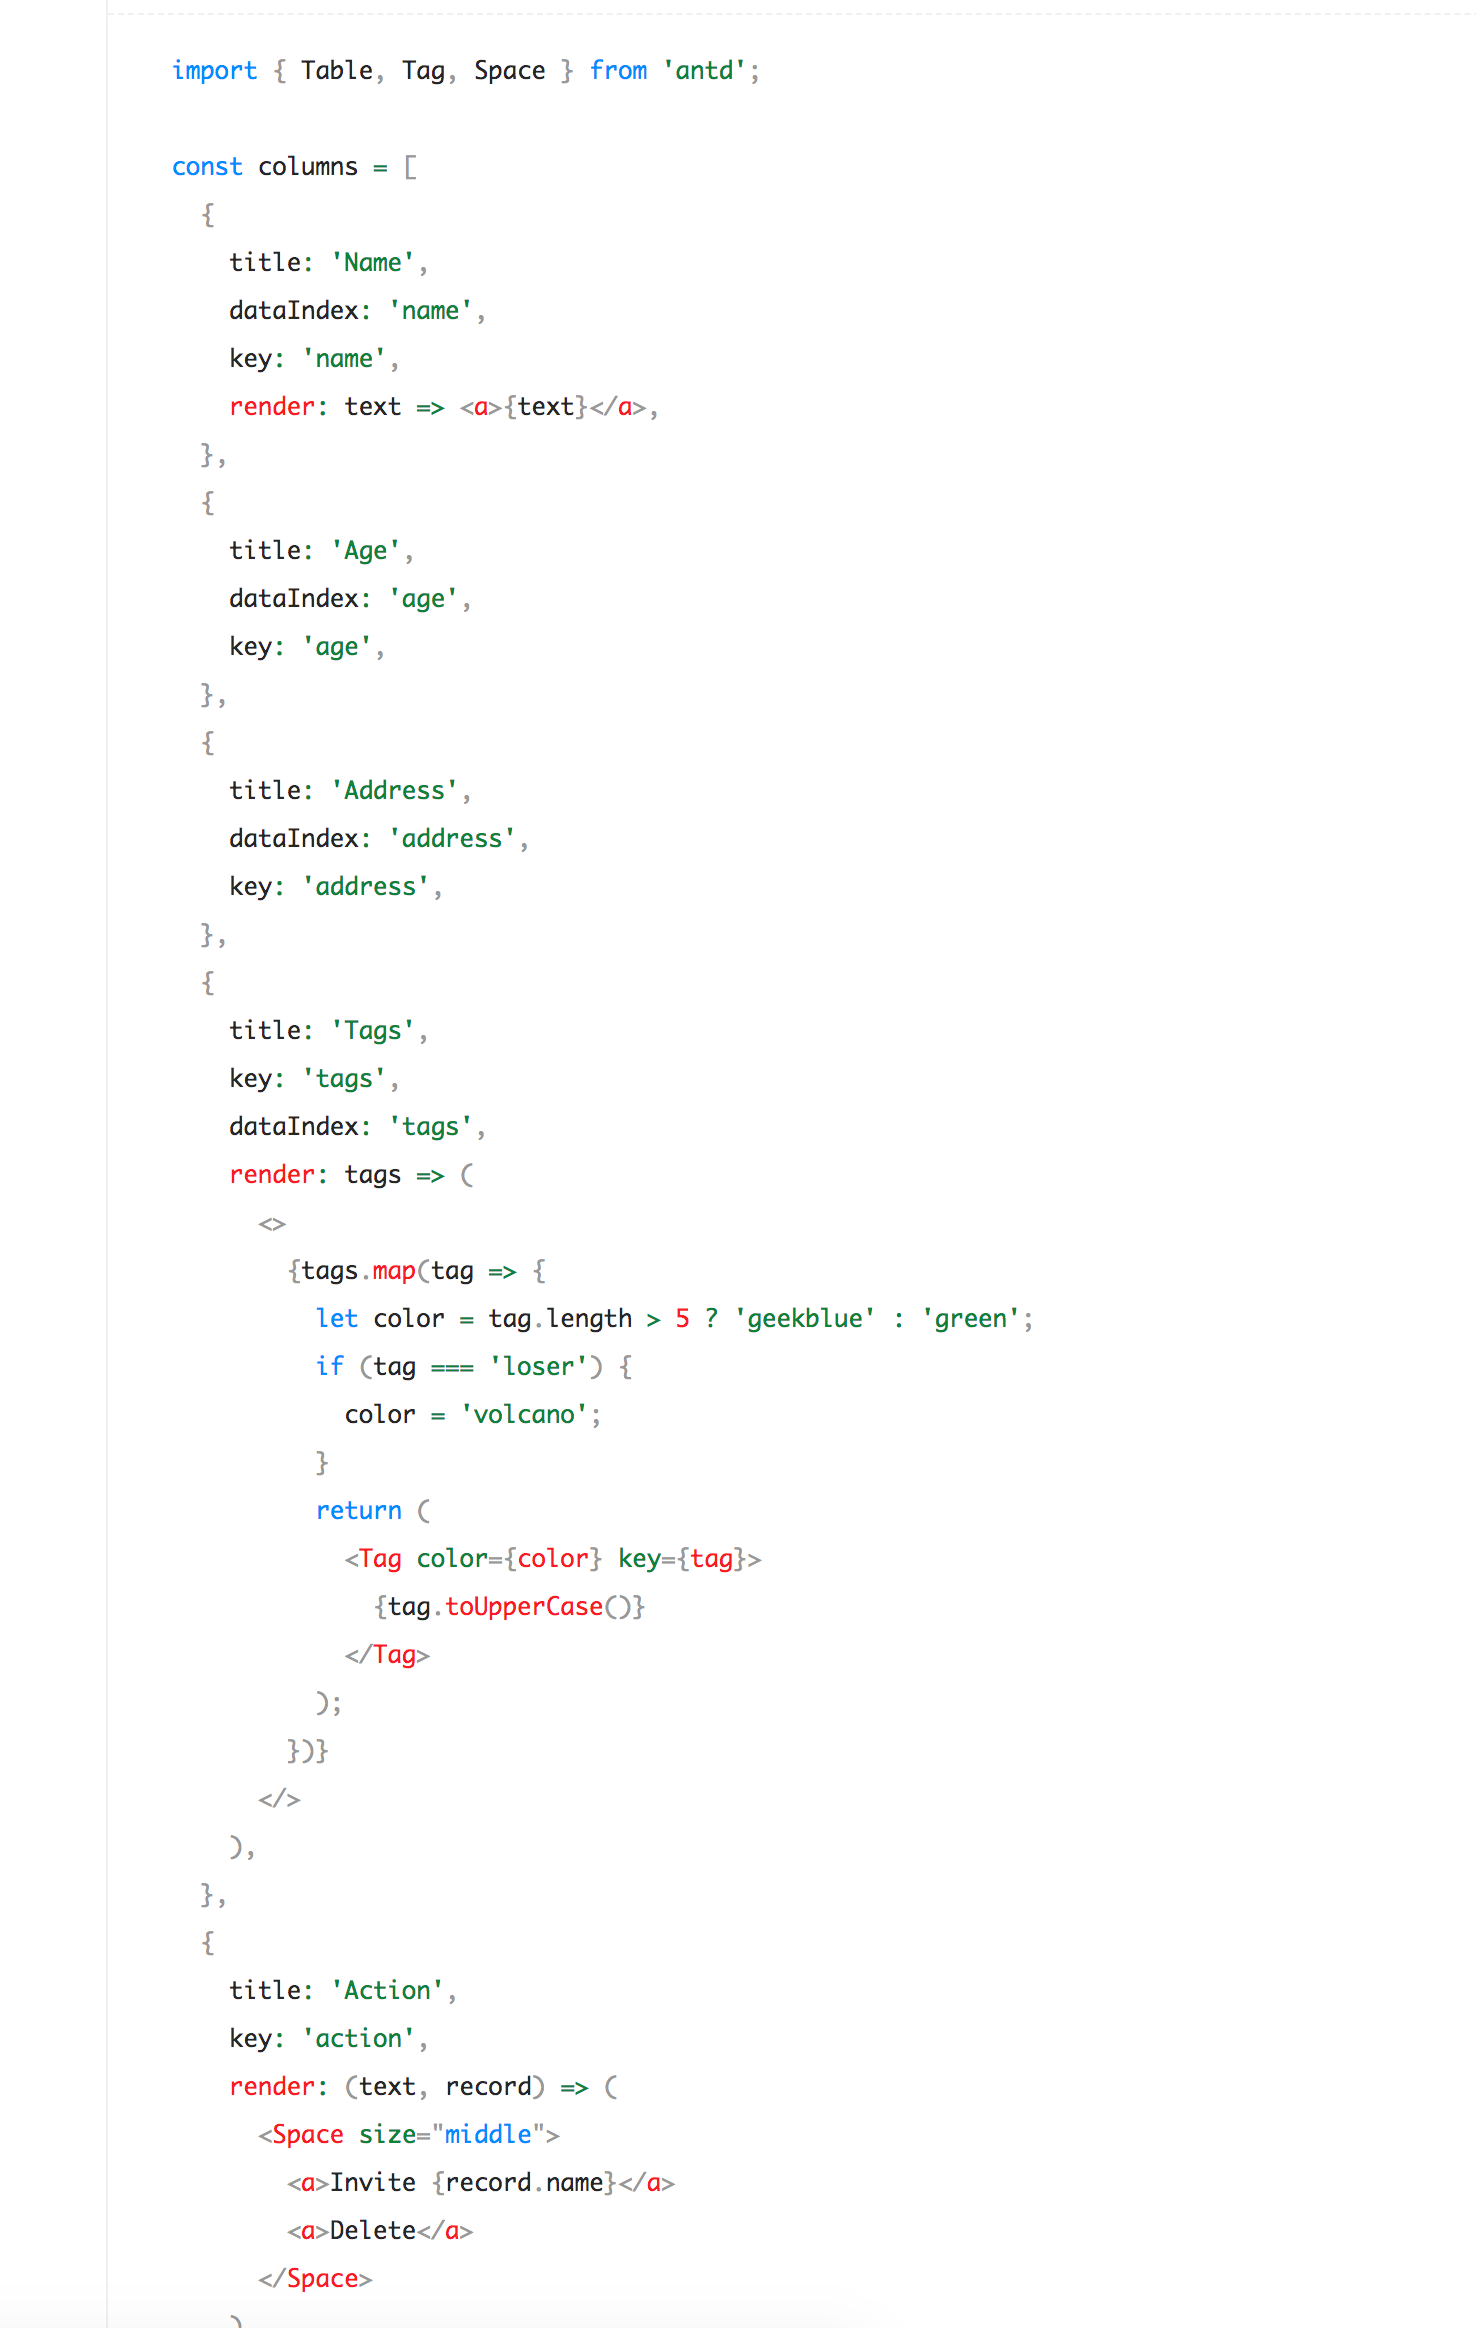 import { Table, Tag, Space } from 'antd';

const columns = [
  {
    title: 'Name',
    dataIndex: 'name',
    key: 'name',
    render: text => <a>{text}</a>,
  },
  {
    title: 'Age',
    dataIndex: 'age',
    key: 'age',
  },
  {
    title: 'Address',
    dataIndex: 'address',
    key: 'address',
  },
  {
    title: 'Tags',
    key: 'tags',
    dataIndex: 'tags',
    render: tags => (
      <>
        {tags.map(tag => {
          let color = tag.length > 5 ? 'geekblue' : 'green';
          if (tag === 'loser') {
            color = 'volcano';
          }
          return (
            <Tag color={color} key={tag}>
              {tag.toUpperCase()}
            </Tag>
          );
        })}
      </>
    ),
  },
  {
    title: 'Action',
    key: 'action',
    render: (text, record) => (
      <Space size="middle">
        <a>Invite {record.name}</a>
        <a>Delete</a>
      </Space>
    )